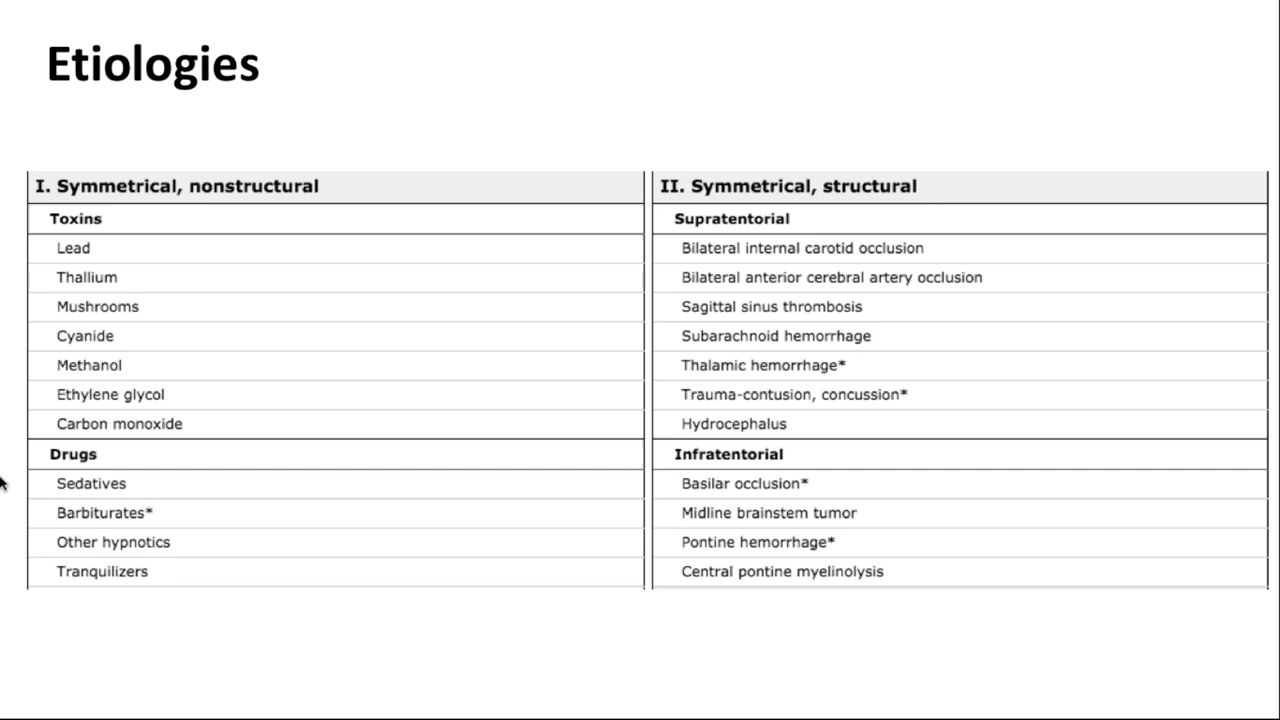 Etiologies
I. Symmetrical, nonstructural
Toxins
Lead
Thallium
Mushrooms
Cyanide
Methanol
Ethylene glycol
Carbon monoxide
Drugs
Sedatives
Barbiturates*
Other hypnotics
Tranquilizers
II. Symmetrical, structural
Supratentorial
Bilateral internal carotid occlusion
Bilateral anterior cerebral artery occlusion
Sagittal sinus thrombosis
Subarachnoid hemorrhage
Thalamic hemorrhage*
Trauma-contusion, concussion*
Hydrocephalus
Infratentorial
Basilar occlusion*
Midline brainstem tumor
Pontine hemorrhage*
Central pontine myelinolysis